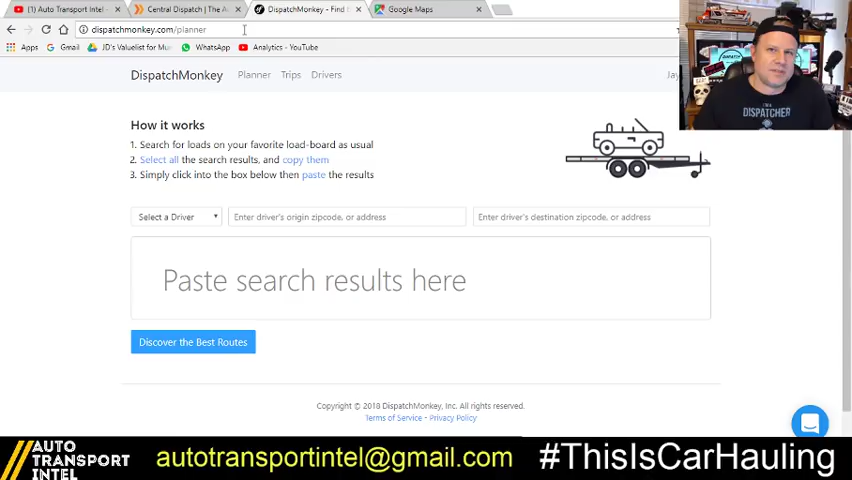 (1) Auto Transport Intel -
Central Dispatch | The A
DispatchMonkey - Find
Google Maps
dispatchmonkey.com/planner
Apps
Gmail
JD's Valuelist for Mu
WhatsApp
Analytics - YouTube
DispatchMonkey
Planner
Trips
Drivers
Jay
DISPATCHER
How it works
1. Search for loads on your favorite load-board as usual
2. Select all the search results, and copy them
3. Simply click into the box below then paste the results
Select a Driver
Enter driver's origin zipcode, or address
Enter driver's destination zipcode, or address
Paste search results here
Discover the Best Routes
Copyright © 2018 DispatchMonkey, Inc. All rights reserved.
Terms of Service - Privacy Policy
AUTO
TRANSPORT
INTEL
autotransportintel@gmail.com
#ThisIsCarHauling